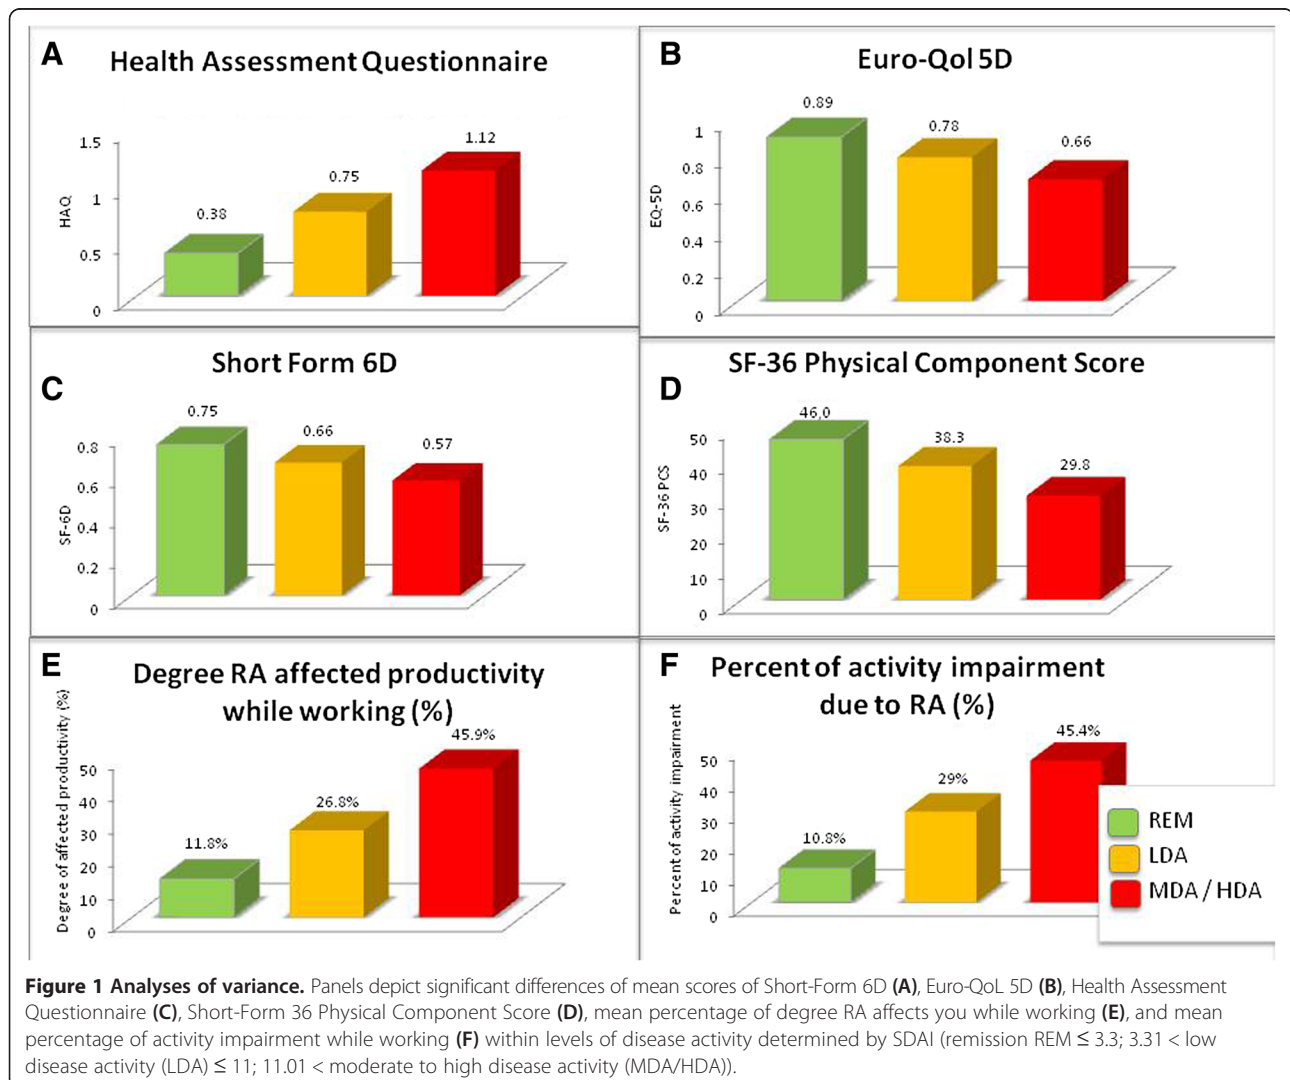 A
Health Assessment Questionnaire
HAQ
1.5
1
0.5
0
0.38
0.75
1.12
B
Euro-Qol 5D
EQ-5D
1
0.8
0.6
0.4
0.2
0
0.89
0.78
0.66
C
Short Form 6D
SF-6D
0.8
0.6
0.4
0.2
0
0.75
0.66
0.57
D
SF-36 Physical Component Score
SF-36 PCS
50
40
30
20
10
0
46,0
38.3
29.8
E
Degree RA affected productivity
while working (%)
Degree of affected productivity (%)
50
40
30
20
10
0
11.8%
26.8%
45.9%
F
Percent of activity impairment
due to RA (%)
Percent of activity impairment
50
40
30
20
10
0
10.8%
29%
45.4%
REM
LDA
MDA / HDA
Figure 1 Analyses of variance. Panels depict significant differences of mean scores of Short-Form 6D (A), Euro-QoL 5D (B), Health Assessment
Questionnaire (C), Short-Form 36 Physical Component Score (D), mean percentage of degree RA affects you while working (E), and mean
percentage of activity impairment while working (F) within levels of disease activity determined by SDAI (remission REM ≤ 3.3; 3.31 < low
disease activity (LDA) ≤ 11; 11.01 < moderate to high disease activity (MDA/HDA)).